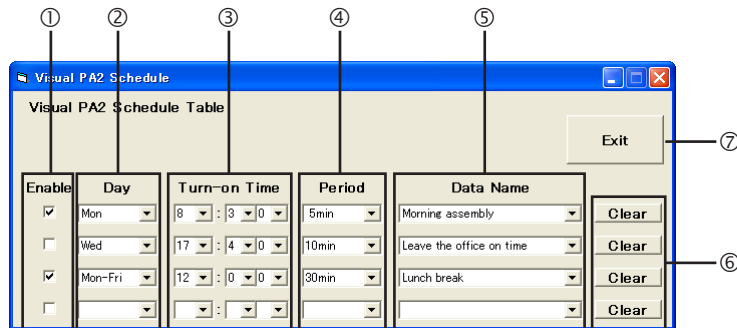 ① ② ③ ④ ⑤
Visual PA2 Schedule
Visual PA2 Schedule Table
Exit ⑦
Enable Day Turn-on Time Period Data Name
Mon 8 : 3 0 5min Morning assembly Clear
Wed 17 : 4 0 10min Leave the office on time Clear ⑥
Mon-Fri 12 : 0 0 30min Lunch break Clear
: Clear